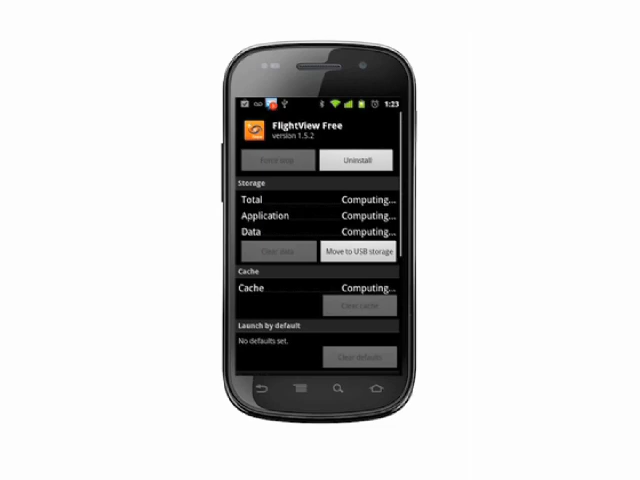 1:23
FlightView Free
version 1.5.2
Force stop
Uninstall
Storage
Total Computing...
Application Computing...
Data Computing...
Clear data
Move to USB storage
Cache
Cache Computing...
Clear cache
Launch by default
No defaults set.
Clear defaults